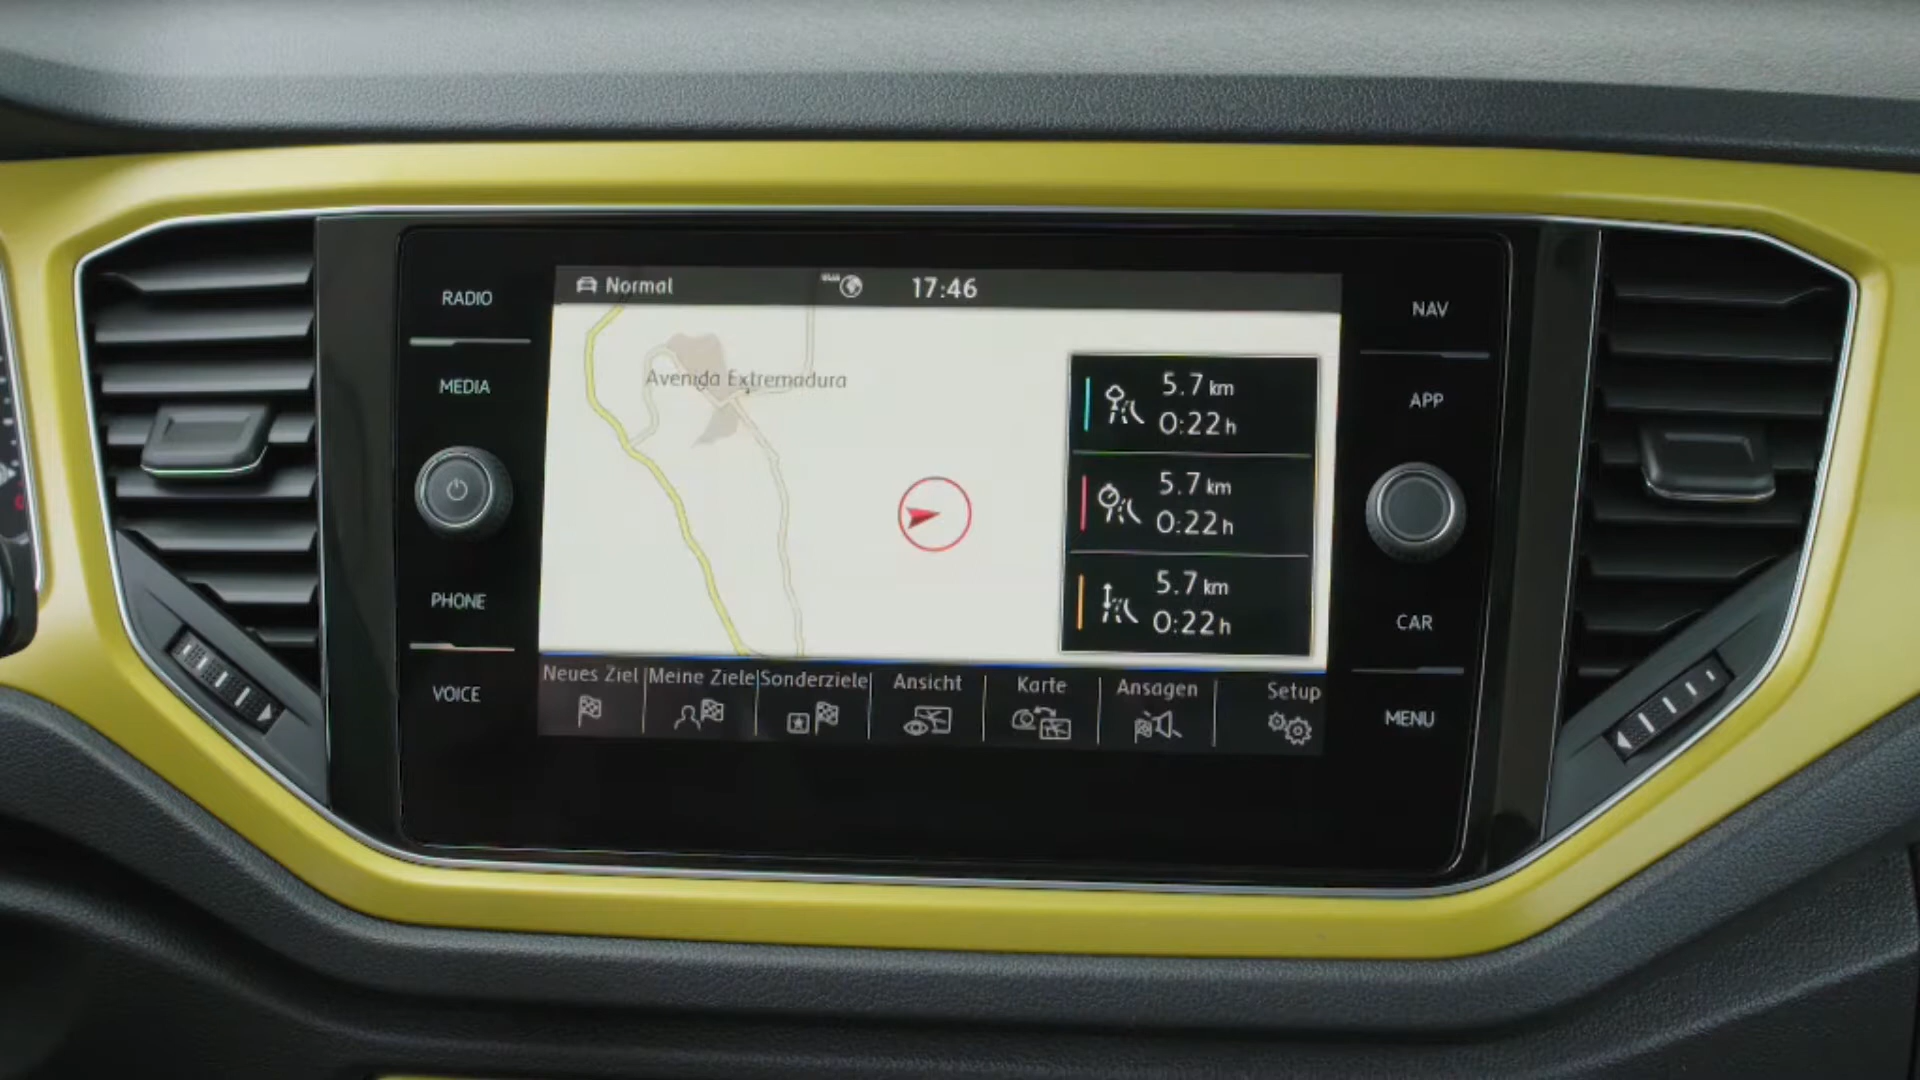 RADIO
MEDIA
PHONE
VOICE
Normal
17:46
Avenida Extremadura
5.7 km
0:22 h
5.7 km
0:22 h
5.7 km
0:22 h
Neues Ziel
Meine Ziele
Sonderziele
Ansicht
Karte
Ansagen
Setup
NAV
APP
CAR
MENU